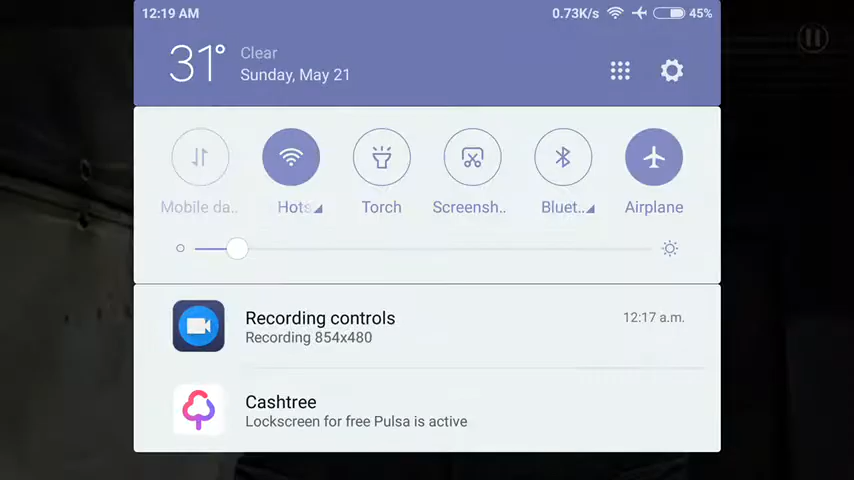 12:19 AM 0.73K/s 45%
31° Clear
Sunday, May 21
Mobile da.. Hots Torch Screensh.. Bluet.. Airplane
Recording controls 12:17 a.m.
Recording 854x480
Cashtree
Lockscreen for free Pulsa is active